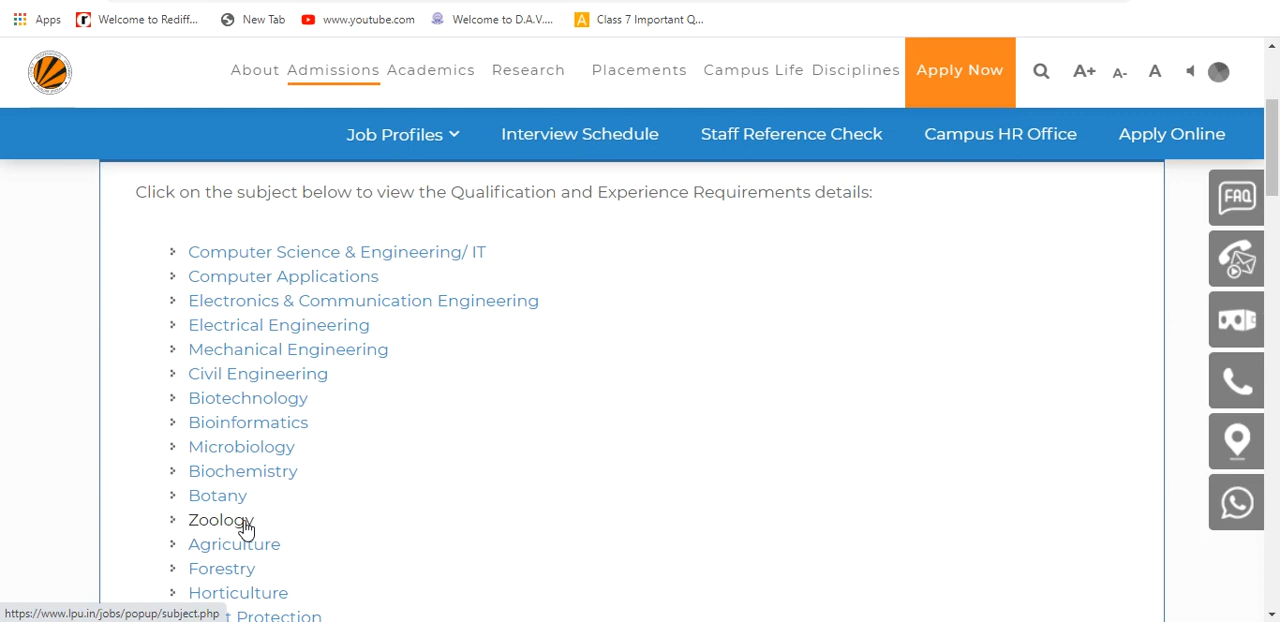 Apps Welcome to Rediff... New Tab www.youtube.com Welcome to D.A.V.... A Class 7 Important Q...
About Admissions Academics Research Placements Campus Life Disciplines Apply Now A+ A- A
Job Profiles Interview Schedule Staff Reference Check Campus HR Office Apply Online
Click on the subject below to view the Qualification and Experience Requirements details:
FAQ
Computer Science & Engineering/ IT
Computer Applications
Electronics & Communication Engineering
Electrical Engineering
Mechanical Engineering
Civil Engineering
Biotechnology
Bioinformatics
Microbiology
Biochemistry
Botany
Zoology
Agriculture
Forestry
Horticulture
https://www.lpu.in/jobs/popup/subject.php
t Protection